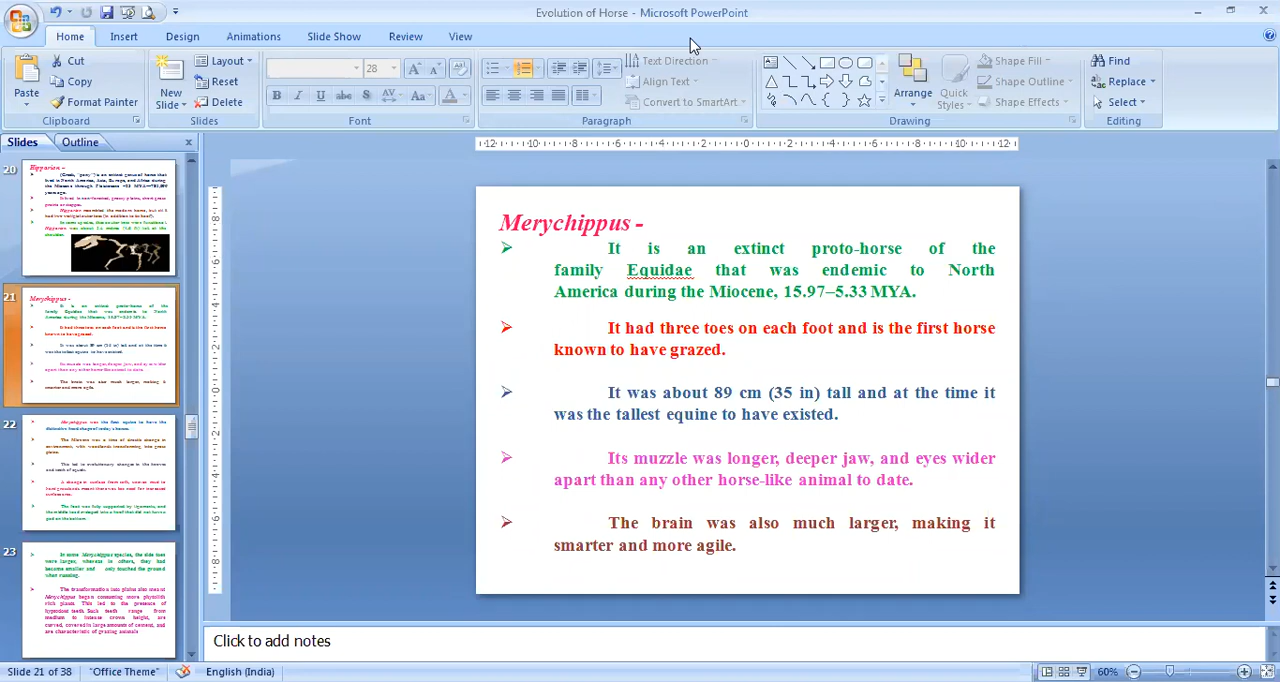 Evolution of Horse - Microsoft PowerPoint
Home Insert Design Animations Slide Show Review View
Cut
Copy
Format Painter
Paste
Clipboard
New
Slide
Layout
Reset
Delete
Slides
28
Font
Text Direction
Align Text
Convert to SmartArt
Paragraph
Arrange
Quick
Styles
Shape Fill
Shape Outline
Shape Effects
Drawing
Find
Replace
Select
Editing
Slides Outline
20
21
22
23
Merychippus -
It is an extinct proto-horse of the
family Equidae that was endemic to North
America during the Miocene, 15.97–5.33 MYA.
It had three toes on each foot and is the first horse
known to have grazed.
It was about 89 cm (35 in) tall and at the time it
was the tallest equine to have existed.
Its muzzle was longer, deeper jaw, and eyes wider
apart than any other horse-like animal to date.
The brain was also much larger, making it
smarter and more agile.
Click to add notes
Slide 21 of 38 "Office Theme" English (India) 60%